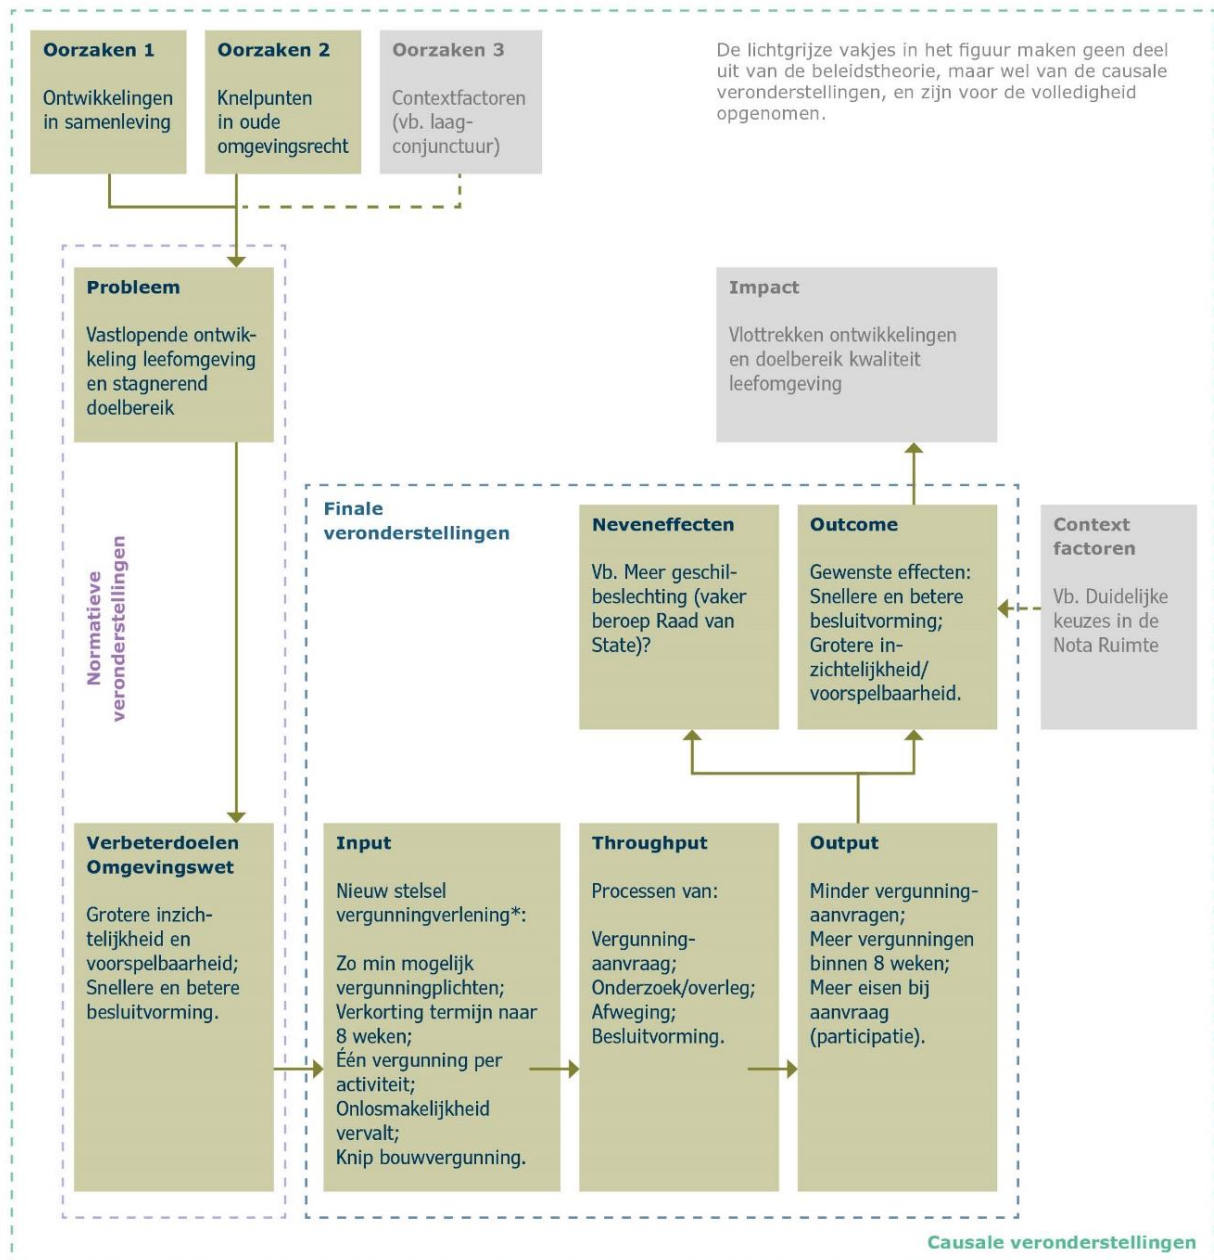 Oorzaken 1
Ontwikkelingen
in samenleving
Oorzaken 2
Knelpunten
in oude
omgevingsrecht
Oorzaken 3
Contextfactoren
(vb. laag-
conjunctuur)
De lichtgrijze vakjes in het figuur maken geen deel
uit van de beleidstheorie, maar wel van de causale
veronderstellingen, en zijn voor de volledigheid
opgenomen.
Probleem
Vastlopende ontwik-
keling leefomgeving
en stagnerend
doelbereik
Impact
Vlottrekken ontwikkelingen
en doelbereik kwaliteit
leefomgeving
Normatieve
veronderstellingen
Finale
veronderstellingen
Neveneffecten
Vb. Meer geschil-
beslechting (vaker
beroep Raad van
State)?
Outcome
Gewenste effecten:
Snellere en betere
besluitvorming;
Grotere in-
zichtelijkheid/
voorspelbaarheid.
Context
factoren
Vb. Duidelijke
keuzes in de
Nota Ruimte
Verbeterdoelen
Omgevingswet
Grotere inzich-
telijkheid en
voorspelbaarheid;
Snellere en betere
besluitvorming.
Input
Nieuw stelsel
vergunningverlening*:
Zo min mogelijk
vergunningplichten;
Verkorting termijn naar
8 weken;
Één vergunning per
activiteit;
Onlosmakelijkheid
vervalt;
Knip bouwvergunning.
Throughput
Processen van:
Vergunning-
aanvraag;
Onderzoek/overleg;
Afweging;
Besluitvorming.
Output
Minder vergunning-
aanvragen;
Meer vergunningen
binnen 8 weken;
Meer eisen bij
aanvraag
(participatie).
Causale veronderstellingen